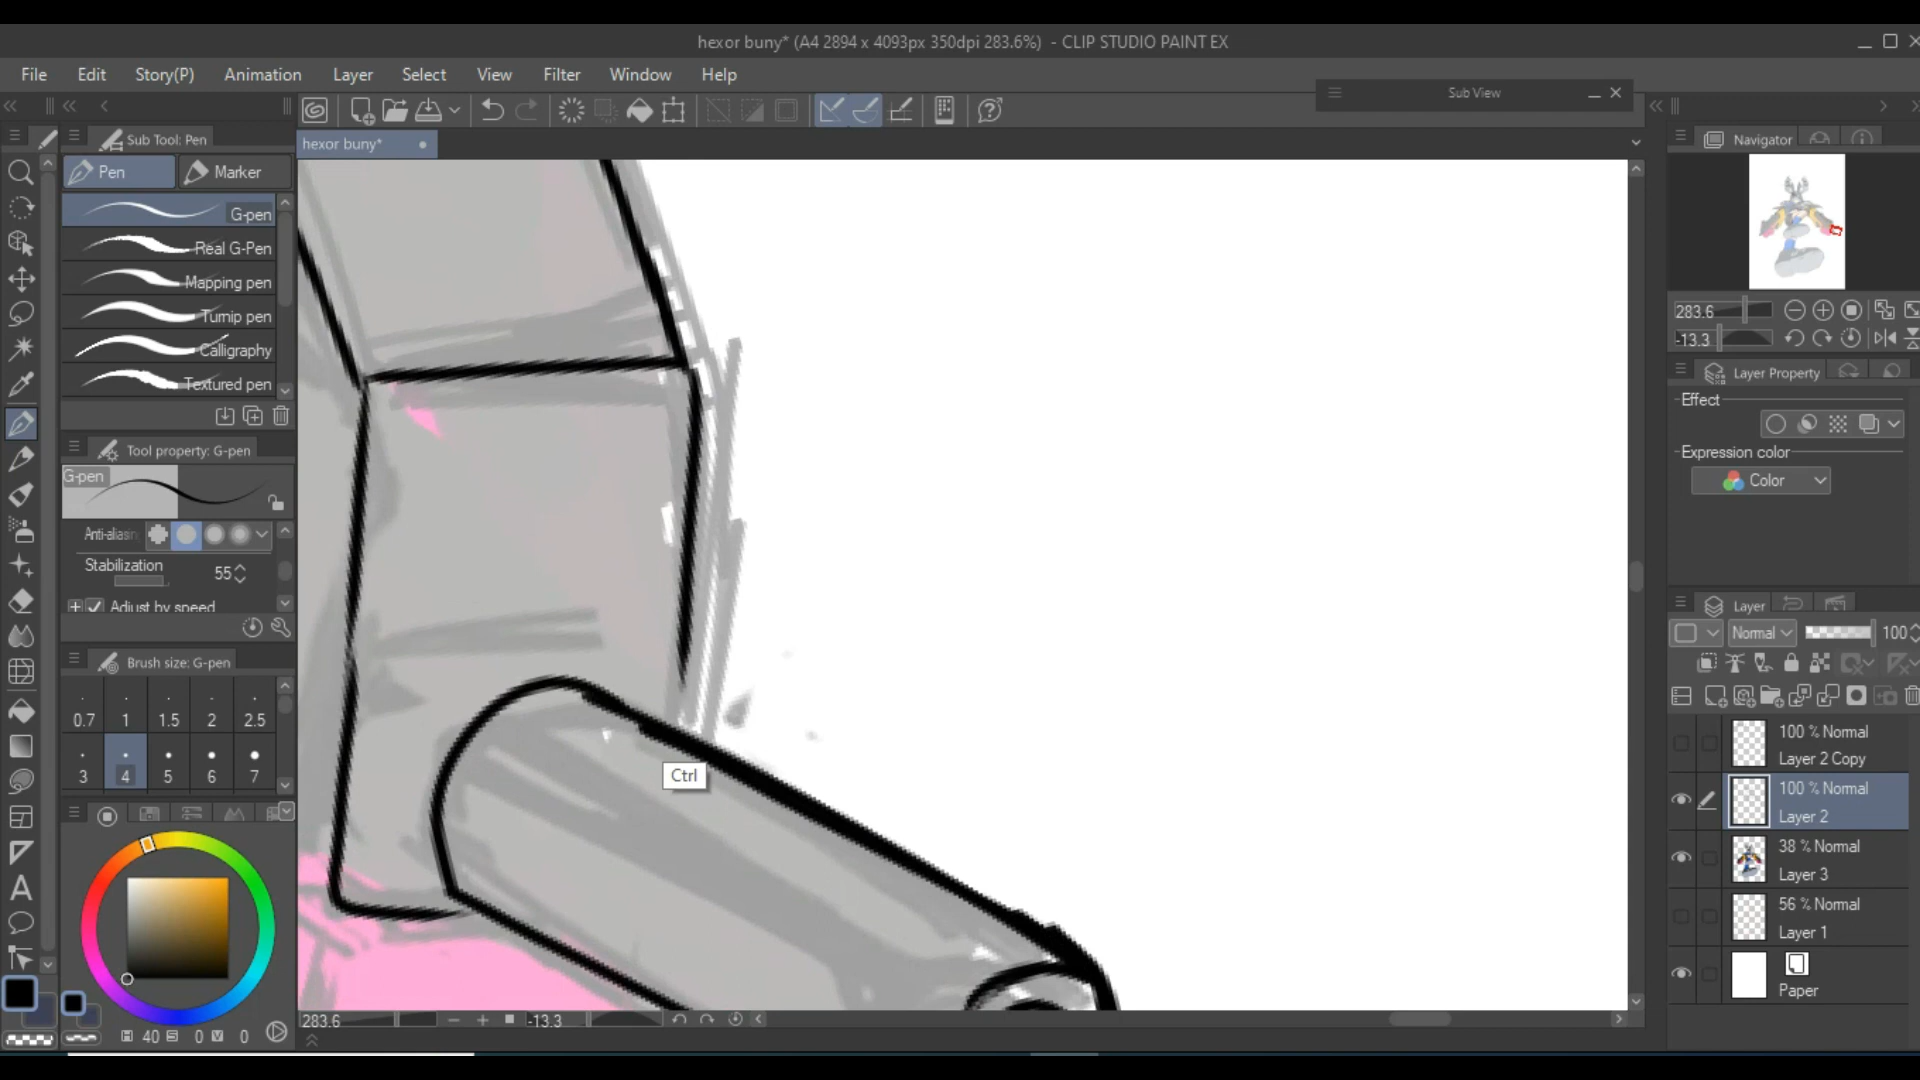 hexor buny* (A4 2894 x 4093px 350dpi 283.6%) - CLIP STUDIO PAINT EX
File Edit Story(P) Animation Layer Select View Filter Window Help
Sub View
hexor buny*
Sub Tool: Pen
Pen Marker
G-pen
Real G-Pen
Mapping pen
Turnip pen
Calligraphy
Textured pen
Tool property: G-pen
G-pen
Anti-aliasin
Stabilization 55
Adjust by speed
Brush size: G-pen
0.7 1 1.5 2 2.5
3 4 5 6 7
40 0 0
Ctrl
283.6 -13.3
Navigator
283.6
-13.3
Layer Property
Effect
Expression color
Color
Layer
Normal 100
100 % Normal
Layer 2 Copy
100 % Normal
Layer 2
38 % Normal
Layer 3
56 % Normal
Layer 1
Paper